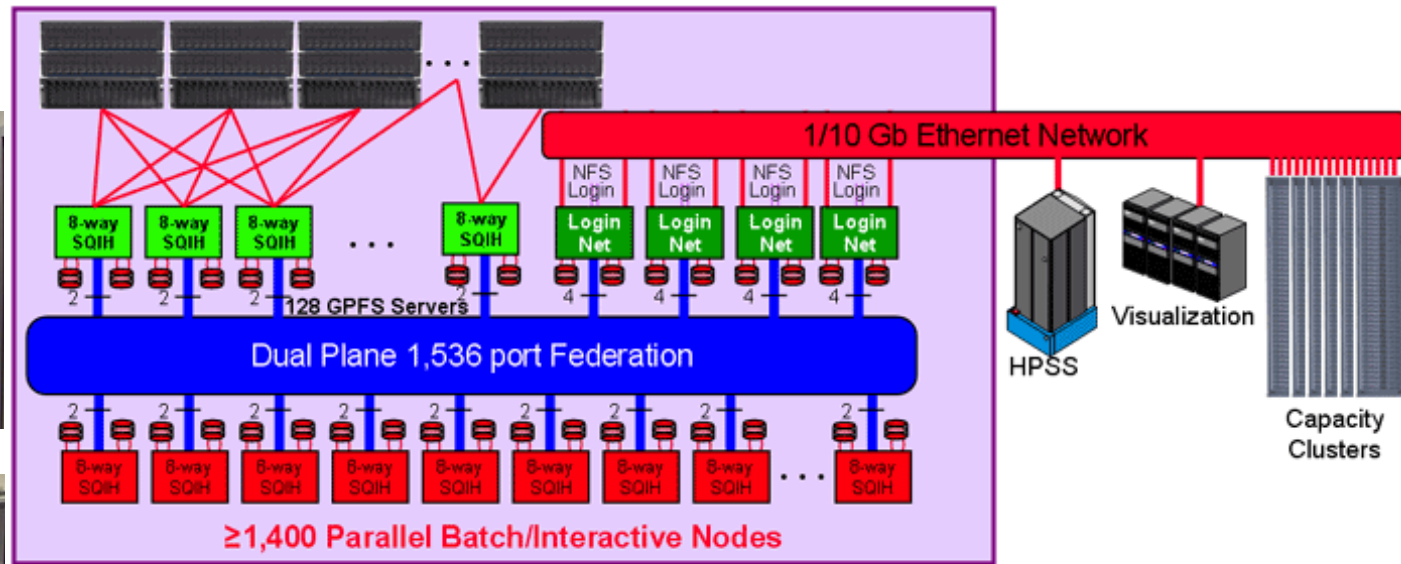 1/10 Gb Ethernet Network
NFS
Login
NFS
Login
NFS
Login
NFS
Login
8-way
SQIH
8-way
SQIH
8-way
SQIH
...
8-way
SQIH
Login
Net
Login
Net
Login
Net
Login
Net
2
2
2
2
4
4
4
4
128 GPFS Servers
Dual Plane 1,536 port Federation
HPSS
Visualization
Capacity
Clusters
2
2
2
2
2
2
2
2
2
8-way
SQIH
8-way
SQIH
8-way
SQIH
8-way
SQIH
8-way
SQIH
8-way
SQIH
8-way
SQIH
8-way
SQIH
...
8-way
SQIH
≥1,400 Parallel Batch/Interactive Nodes